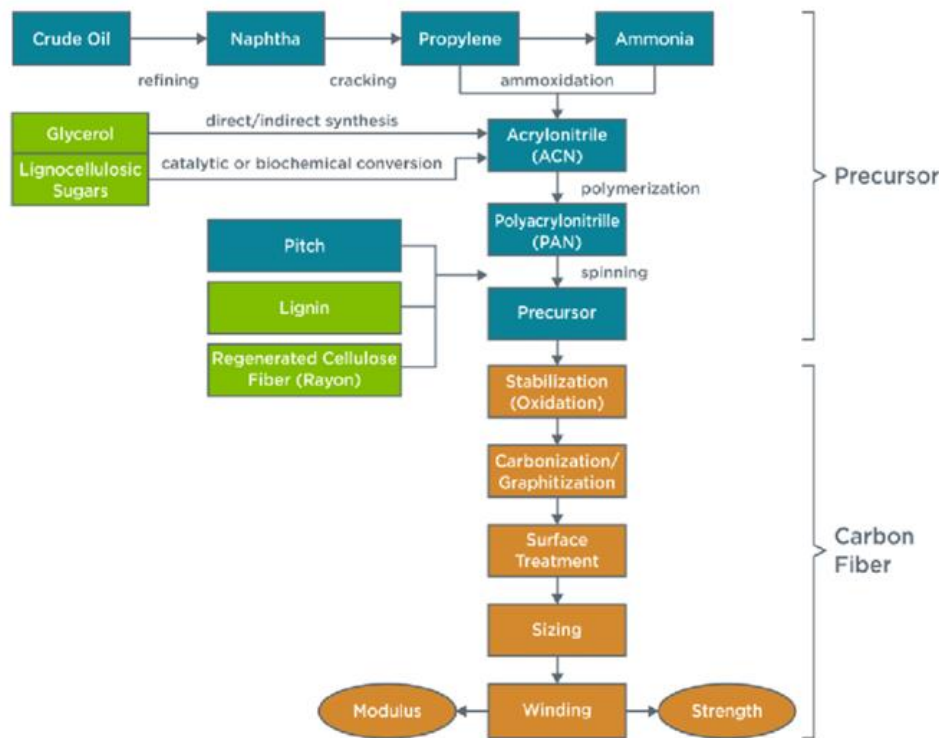 Crude Oil
Naphtha
Propylene
Ammonia
refining
cracking
ammoxidation
Glycerol
direct/indirect synthesis
Acrylonitrile
(ACN)
Lignocellulosic
Sugars
catalytic or biochemical conversion
Precursor
polymerization
Polyacrylonitrille
(PAN)
Pitch
spinning
Lignin
Precursor
Regenerated Cellulose
Fiber (Rayon)
Stabilization
(Oxidation)
Carbonization/
Graphitization
Surface
Treatment
Carbon
Fiber
Sizing
Modulus
Winding
Strength